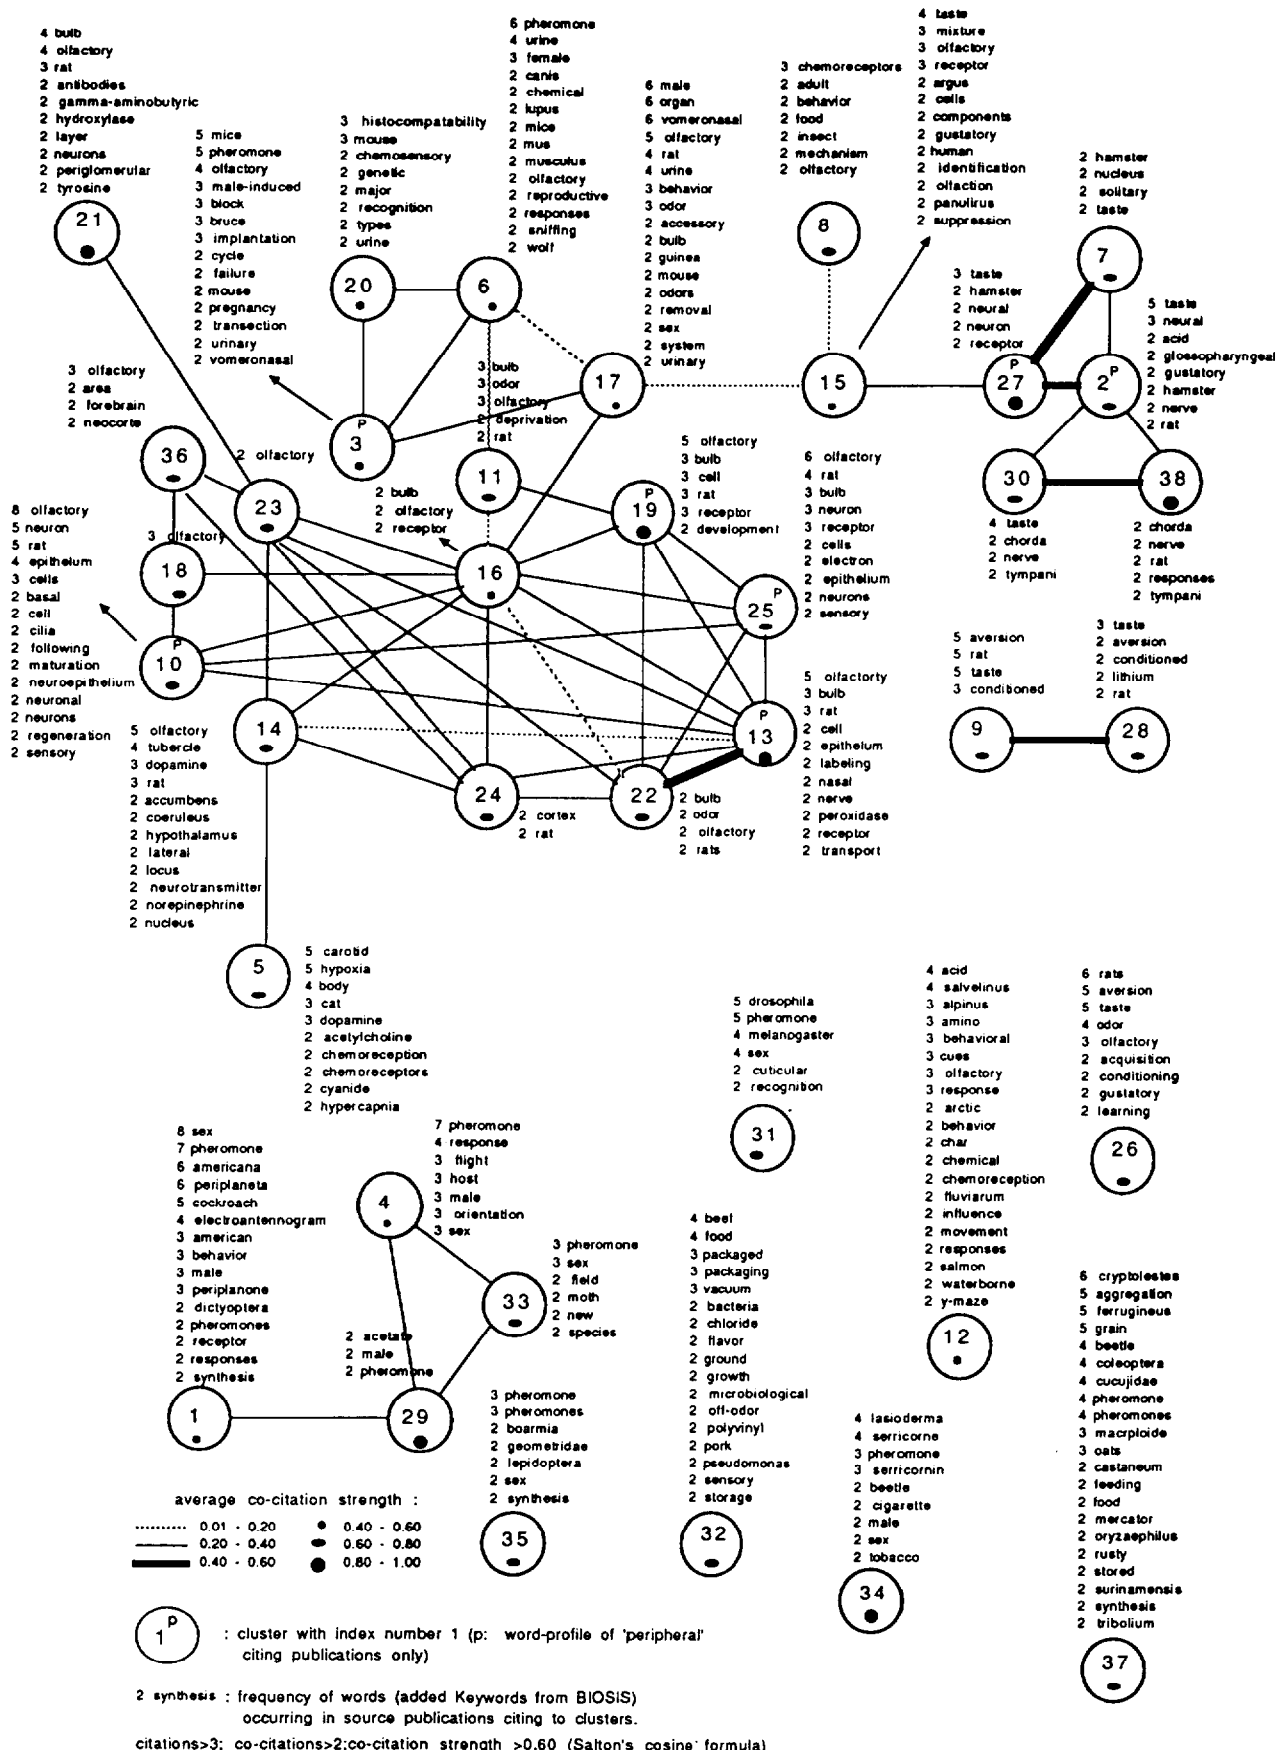 4 bulb
4 olfactory
3 rat
2 antibodies
2 gamma-aminobutyric
2 hydroxylase
2 layer
2 neurons
2 periglomerular
2 tyrosine
21
5 mice
5 pheromone
4 olfactory
3 male-induced
3 block
3 bruce
3 implantation
2 cycle
2 failure
2 mouse
2 pregnancy
2 transection
2 urinary
2 vomeronasal
3 P
3 histocompatability
3 mouse
2 chemosensory
2 genetic
2 major
2 recognition
2 types
2 urine
20
6 pheromone
4 urine
3 female
2 canis
2 chemical
2 lupus
2 mice
2 mus
2 musculus
2 olfactory
2 reproductive
2 responses
2 sniffing
2 wolf
6
6 male
6 organ
6 vomeronasal
5 olfactory
4 rat
4 urine
3 behavior
3 odor
2 accessory
2 bulb
2 guinea
2 mouse
2 odors
2 removal
2 sex
2 system
2 urinary
17
3 chemoreceptors
2 adult
2 behavior
2 food
2 insect
2 mechanism
2 olfactory
8
4 taste
3 mixture
3 olfactory
3 receptor
2 argus
2 cells
2 components
2 gustatory
2 human
2 identification
2 olfaction
2 panulirus
2 suppression
15
2 hamster
2 nucleus
2 solitary
2 taste
7
3 taste
2 hamster
2 neural
2 neuron
2 receptor
27 P
5 taste
3 neural
2 acid
2 glossopharyngeal
2 gustatory
2 hamster
2 nerve
2 rat
2 P
30
4 taste
2 chorda
2 nerve
2 tympani
38
2 chorda
2 nerve
2 rat
2 responses
2 tympani
3 olfactory
2 area
2 forebrain
2 neocorte
36
2 olfactory
23
3 bulb
3 odor
3 olfactory
2 deprivation
2 rat
11
2 bulb
2 olfactory
2 receptor
16
5 olfactory
3 bulb
3 cell
3 rat
3 receptor
2 development
19 P
6 olfactory
4 rat
3 bulb
3 neuron
3 receptor
2 cells
2 electron
2 epithelium
2 neurons
2 sensory
25 P
3 olfactory
18
8 olfactory
5 neuron
5 rat
4 epithelum
3 cells
2 basal
2 cell
2 cilia
2 following
2 maturation
2 neuroepithelium
2 neuronal
2 neurons
2 regeneration
2 sensory
10 P
5 olfactory
4 tubercle
3 dopamine
3 rat
2 accumbens
2 coeruleus
2 hypothalamus
2 lateral
2 locus
2 neurotransmitter
2 norepinephrine
2 nucleus
14
24
2 cortex
2 rat
22
2 bulb
2 odor
2 olfactory
2 rats
5 olfactorty
3 bulb
3 rat
2 cell
2 epithelum
2 labeling
2 nasal
2 nerve
2 peroxidase
2 receptor
2 transport
13 P
5 aversion
5 rat
5 taste
3 conditioned
9
3 taste
2 aversion
2 conditioned
2 lithium
2 rat
28
5
5 carotid
5 hypoxia
4 body
3 cat
3 dopamine
2 acetylcholine
2 chemoreception
2 chemoreceptors
2 cyanide
2 hypercapnia
5 drosophila
5 pheromone
4 melanogaster
4 sex
2 cuticular
2 recognition
31
4 acid
4 salvelinus
3 alpinus
3 amino
3 behavioral
3 cues
3 olfactory
3 response
2 arctic
2 behavior
2 char
2 chemical
2 chemoreception
2 fluviarum
2 influence
2 movement
2 responses
2 salmon
2 waterborne
2 y-maze
12
6 rats
5 aversion
5 taste
4 odor
3 olfactory
2 acquisition
2 conditioning
2 gustatory
2 learning
26
8 sex
7 pheromone
6 americana
6 periplaneta
5 cockroach
4 electroantennogram
3 american
3 behavior
3 male
3 periplanone
2 dictyoptera
2 pheromones
2 receptor
2 responses
2 synthesis
1
7 pheromone
4 response
3 flight
3 host
3 male
3 orientation
3 sex
4
3 pheromone
3 sex
2 field
2 moth
2 new
2 species
33
2 acetate
2 male
2 pheromone
29
3 pheromone
3 pheromones
2 boarmia
2 geometridae
2 lepidoptera
2 sex
2 synthesis
35
4 beef
4 food
3 packaged
3 packaging
3 vacuum
2 bacteria
2 chloride
2 flavor
2 ground
2 growth
2 microbiological
2 off-odor
2 polyvinyl
2 pork
2 pseudomonas
2 sensory
2 storage
32
4 lasioderma
4 serricorne
3 pheromone
3 serricornin
2 beetle
2 cigarette
2 male
2 sex
2 tobacco
34
6 cryptolestes
5 aggregation
5 ferrugineus
5 grain
4 beetle
4 coleoptera
4 cucujidae
4 pheromone
4 pheromones
3 macrploide
3 oats
2 castaneum
2 feeding
2 food
2 mercator
2 oryzaephilus
2 rusty
2 stored
2 surinamensis
2 synthesis
2 tribolium
37
average co-citation strength :
0.01 - 0.20 0.40 - 0.60
0.20 - 0.40 0.60 - 0.80
0.40 - 0.60 0.80 - 1.00
1 P : cluster with index number 1 (p: word-profile of 'peripheral'
citing publications only)
2 synthesis : frequency of words (added Keywords from BIOSIS)
occurring in source publications citing to clusters.
citations>3; co-citations>2;co-citation strength >0.60 (Salton's cosine formula)